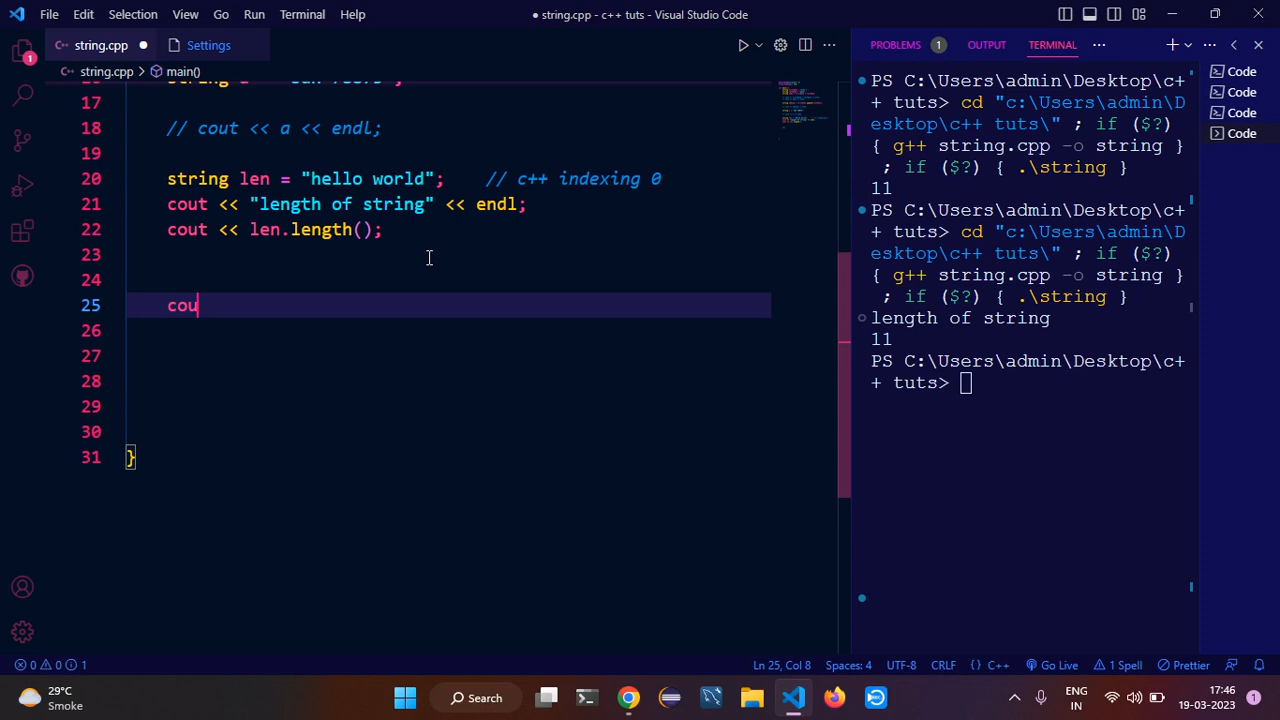 File Edit Selection View Go Run Terminal Help
● string.cpp - c++ tuts - Visual Studio Code
string.cpp
Settings
string.cpp > main()
17
18 // cout << a << endl;
19
20 string len = "hello world"; // c++ indexing 0
21 cout << "length of string" << endl;
22 cout << len.length();
23
24
25 cou
26
27
28
29
30
31 }
PROBLEMS 1 OUTPUT TERMINAL
PS C:\Users\admin\Desktop\c+
+ tuts> cd "c:\Users\admin\D
esktop\c++ tuts\" ; if ($?)
{ g++ string.cpp -o string }
; if ($?) { .\string }
11
PS C:\Users\admin\Desktop\c+
+ tuts> cd "c:\Users\admin\D
esktop\c++ tuts\" ; if ($?)
{ g++ string.cpp -o string }
; if ($?) { .\string }
length of string
11
PS C:\Users\admin\Desktop\c+
+ tuts>
Code
Code
Code
Code
1
0 0 1
Ln 25, Col 8 Spaces: 4 UTF-8 CRLF {} C++ Go Live 1 Spell Prettier
29°C
Smoke
Search
ENG
IN
17:46
19-03-2023
1